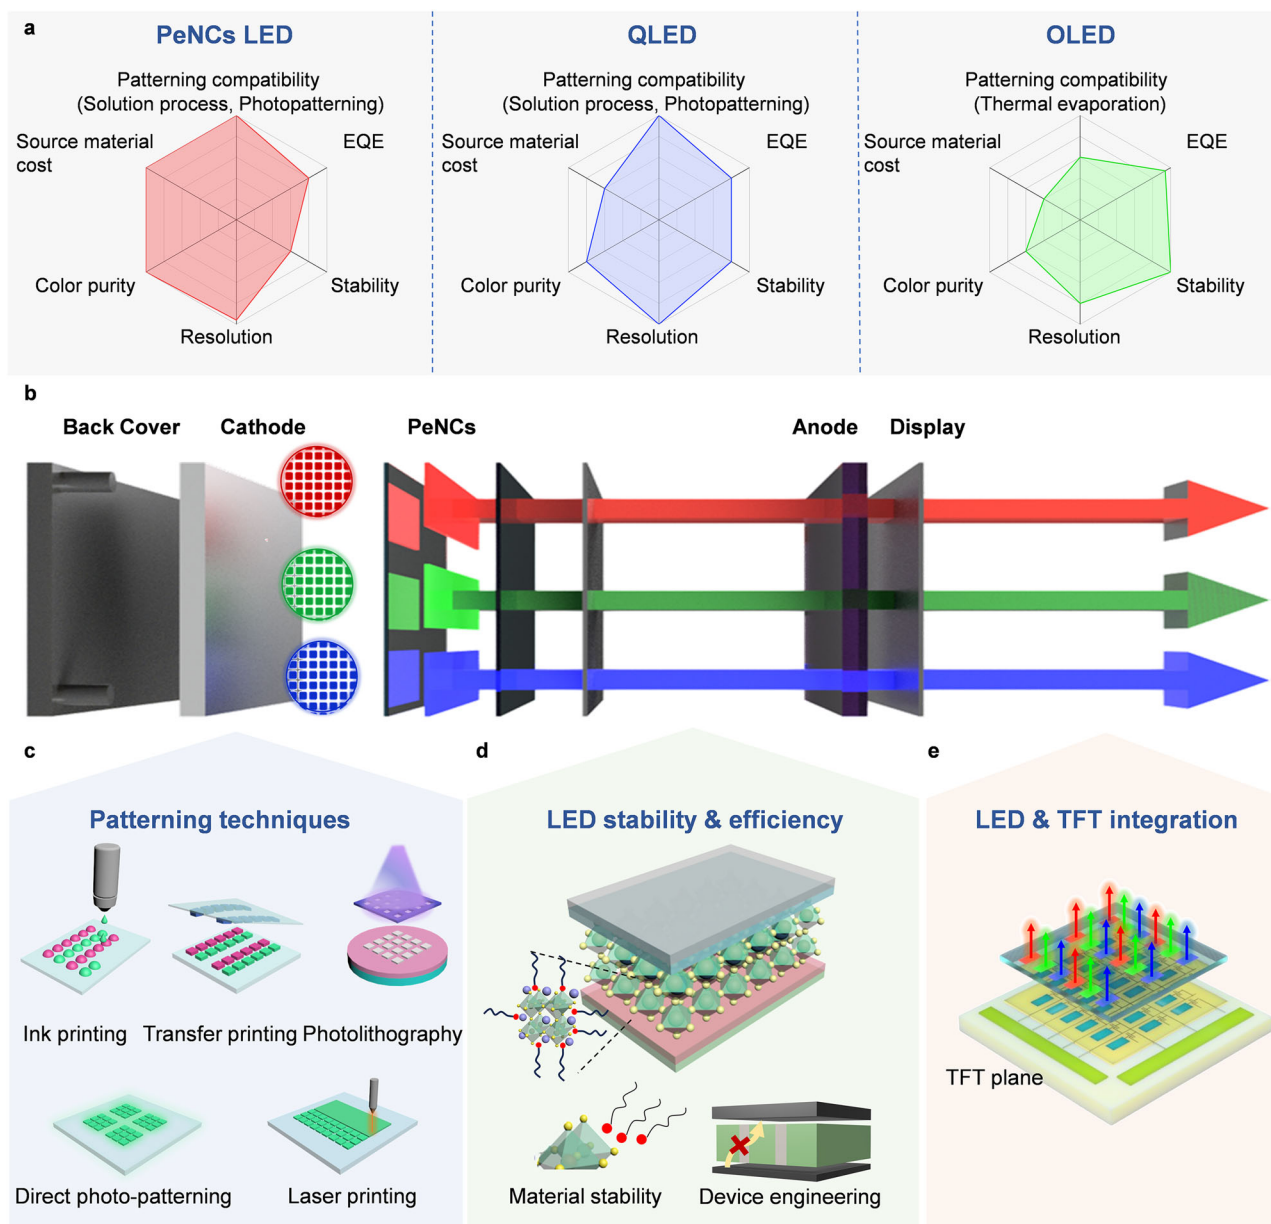 a
PeNCs LED
QLED
OLED
Patterning compatibility
(Solution process, Photopatterning)
Source material
cost
EQE
Color purity
Stability
Resolution
Patterning compatibility
(Solution process, Photopatterning)
Source material
cost
EQE
Color purity
Stability
Resolution
Patterning compatibility
(Thermal evaporation)
Source material
cost
EQE
Color purity
Stability
Resolution
b
Back Cover
Cathode
PeNCs
Anode
Display
c
Patterning techniques
Ink printing
Transfer printing
Photolithography
Direct photo-patterning
Laser printing
d
LED stability & efficiency
Material stability
Device engineering
e
LED & TFT integration
TFT plane